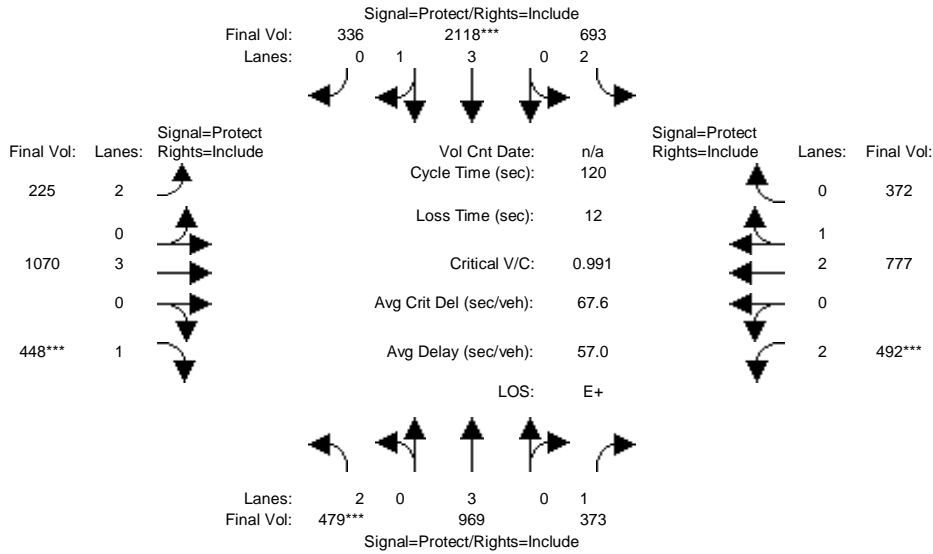 Signal=Protect/Rights=Include
Final Vol: 336 2118*** 693
Lanes: 0 1 3 0 2
Signal=Protect
Final Vol: Lanes: Rights=Include
Vol Cnt Date: n/a
Signal=Protect
Rights=Include Lanes: Final Vol:
Cycle Time (sec): 120
225 2
0 372
Loss Time (sec): 12
0
1
1070 3
Critical V/C: 0.991
2 777
0
Avg Crit Del (sec/veh): 67.6
0
448*** 1
Avg Delay (sec/veh): 57.0
2 492***
LOS: E+
Lanes: 2 0 3 0 1
Final Vol: 479*** 969 373
Signal=Protect/Rights=Include